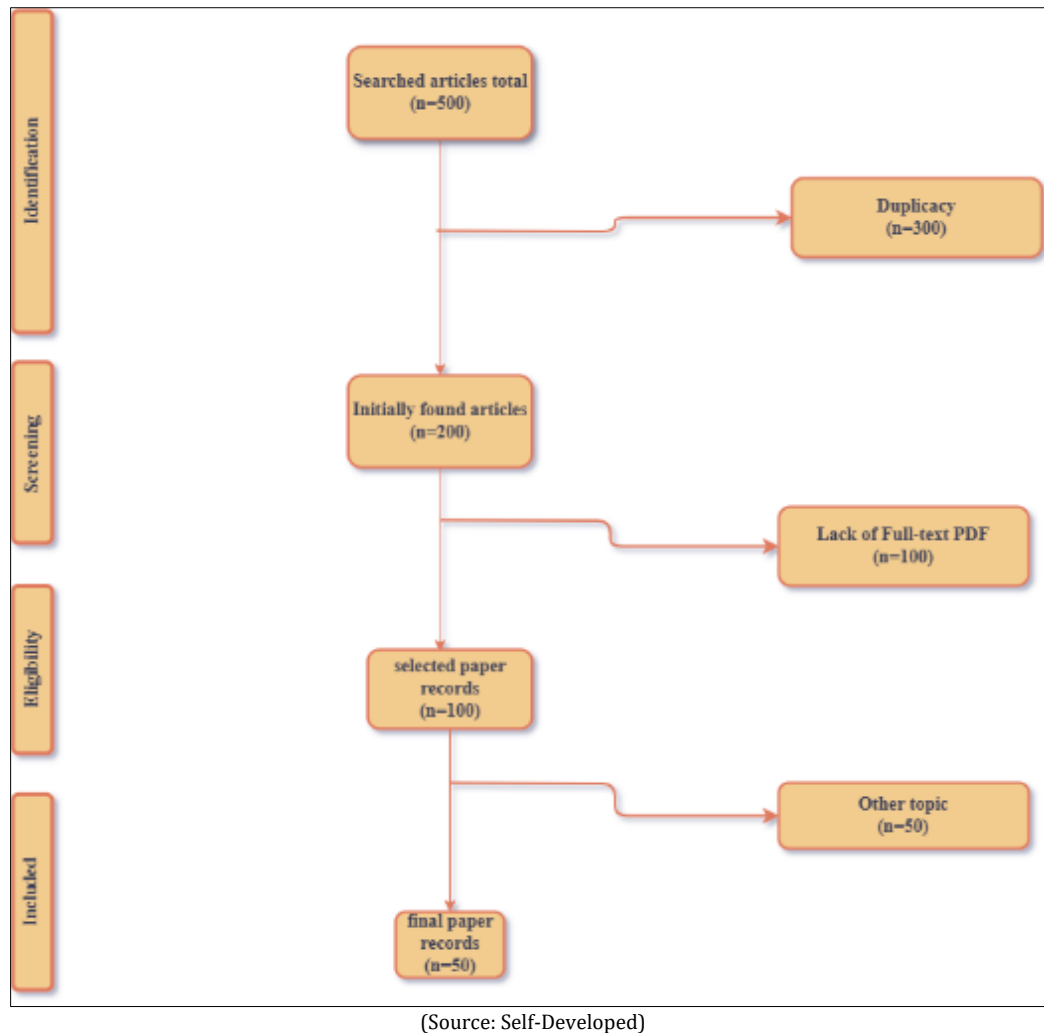 Identification
Searched articles total
(n=500)
Duplicacy
(n=300)
Screening
Initially found articles
(n=200)
Lack of Full-text PDF
(n=100)
Eligibility
selected paper
records
(n=100)
Other topic
(n=50)
Included
final paper
records
(n=50)
(Source: Self-Developed)